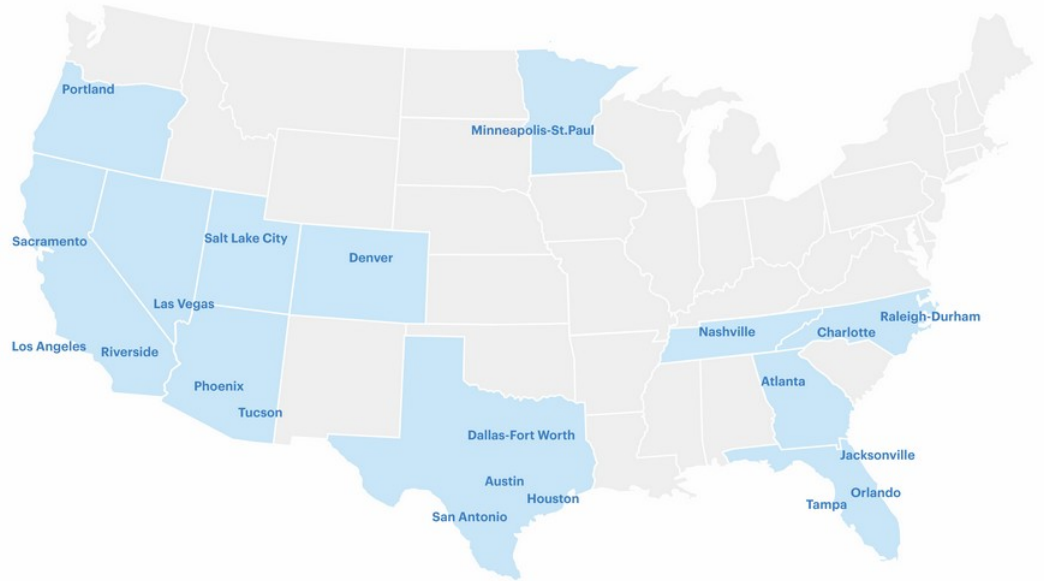 Portland
Minneapolis-St.Paul
Sacramento
Salt Lake City
Denver
Las Vegas
Raleigh-Durham
Nashville
Charlotte
Los Angeles
Riverside
Phoenix
Atlanta
Tucson
Dallas-Fort Worth
Jacksonville
Austin
Orlando
Houston
Tampa
San Antonio